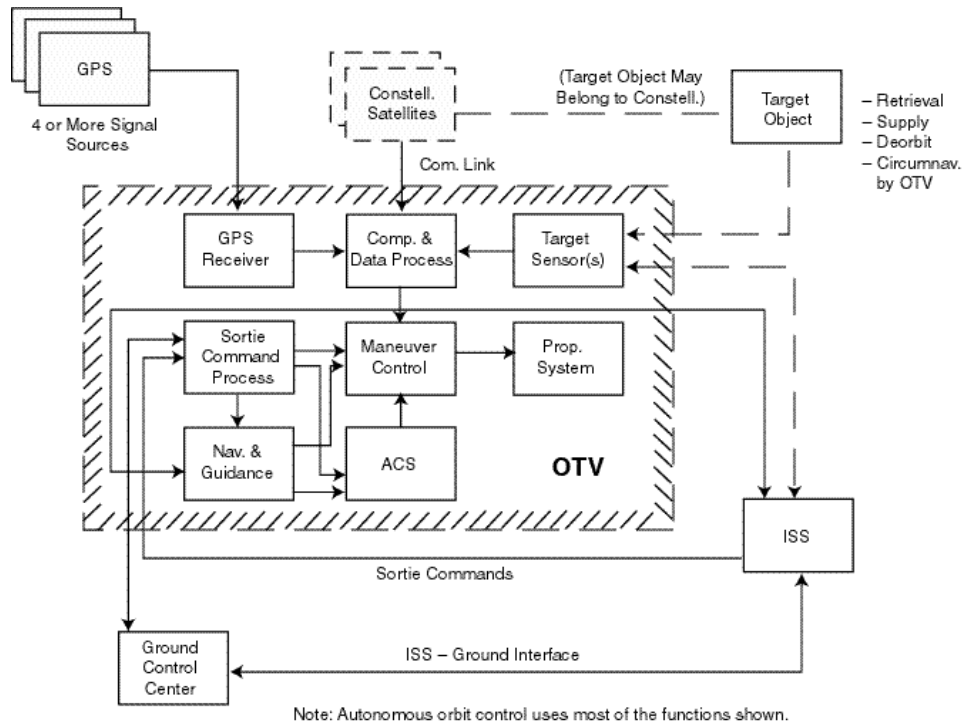 GPS
4 or More Signal
Sources
Constell.
Satellites
(Target Object May
Belong to Constell.)
Target
Object
– Retrieval
– Supply
– Deorbit
– Circumnav.
by OTV
Com. Link
GPS
Receiver
Comp. &
Data Process
Target
Sensor(s)
Sortie
Command
Process
Maneuver
Control
Prop.
System
Nav. &
Guidance
ACS
OTV
ISS
Sortie Commands
Ground
Control
Center
ISS – Ground Interface
Note: Autonomous orbit control uses most of the functions shown.